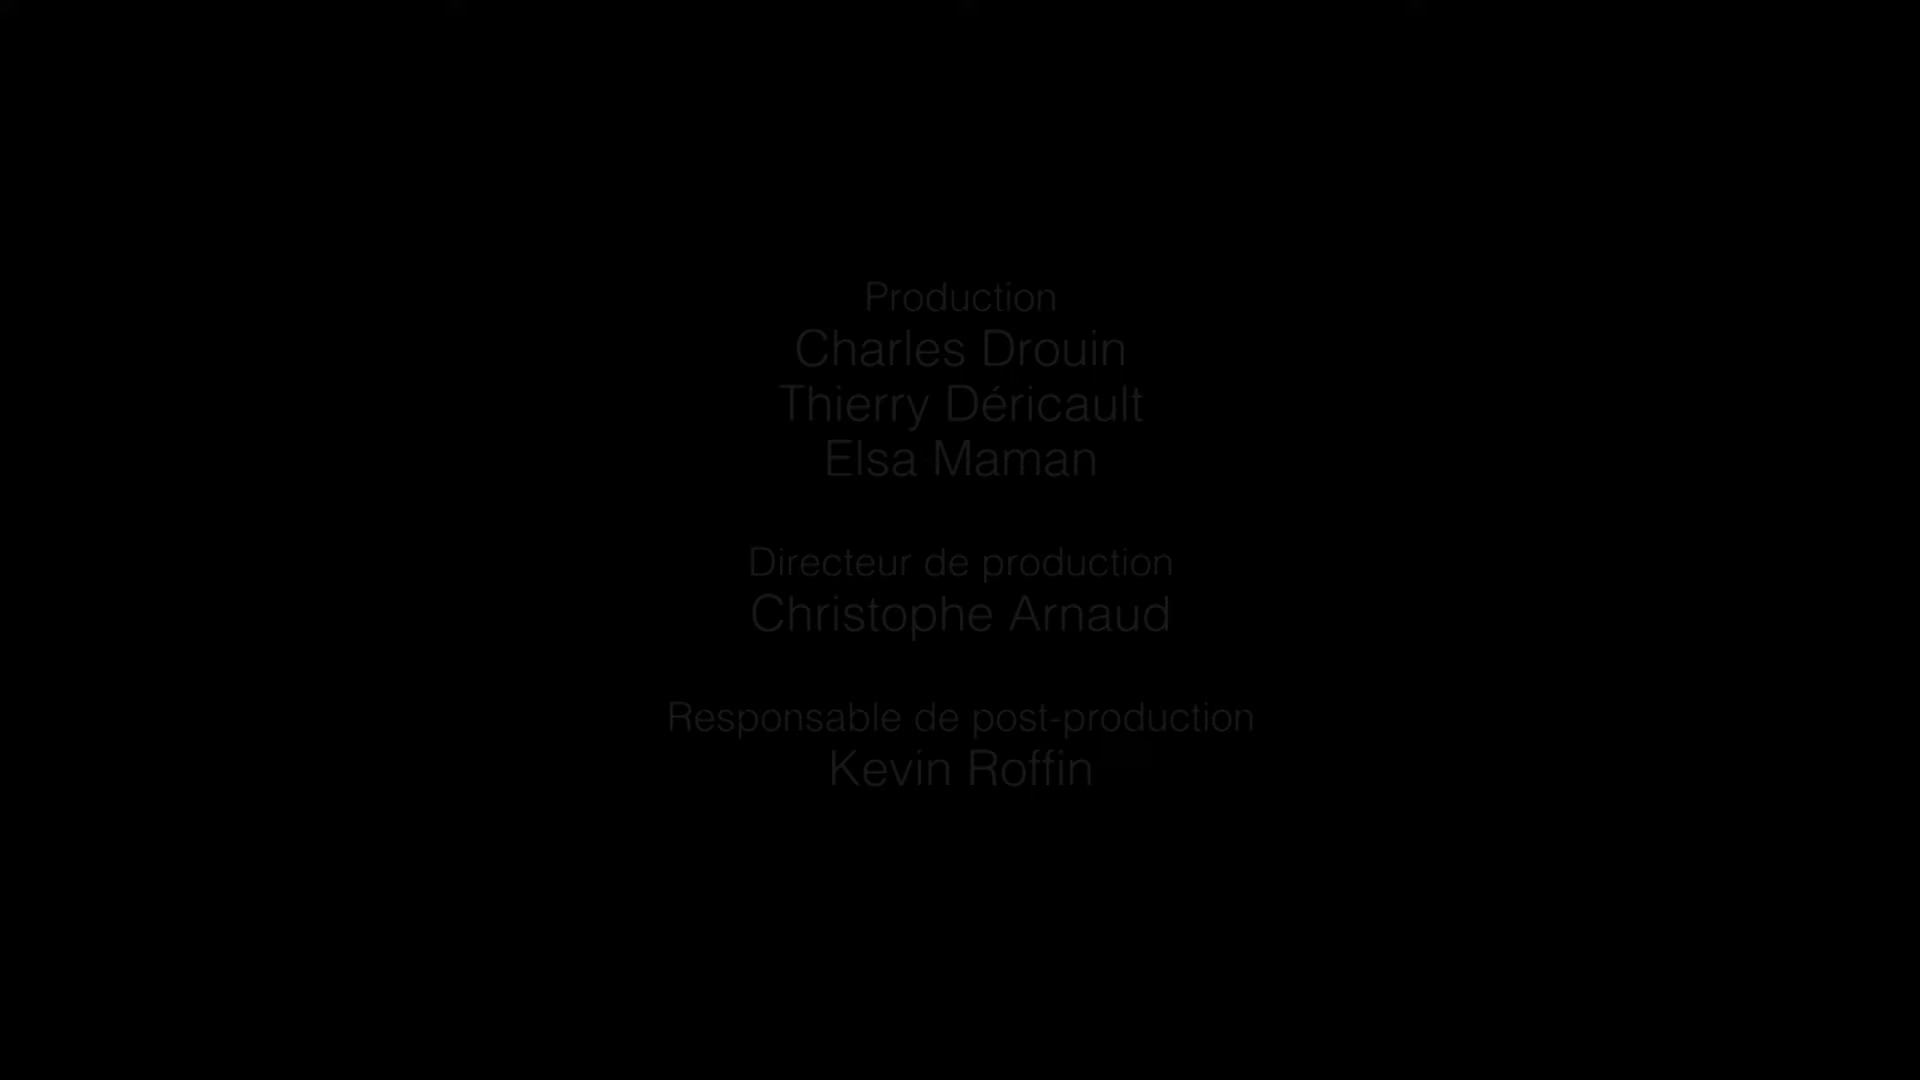 Production
Charles Drouin
Thierry Déricault
Elsa Maman
Directeur de production
Christophe Arnaud
Responsable de post-production
Kevin Roffin